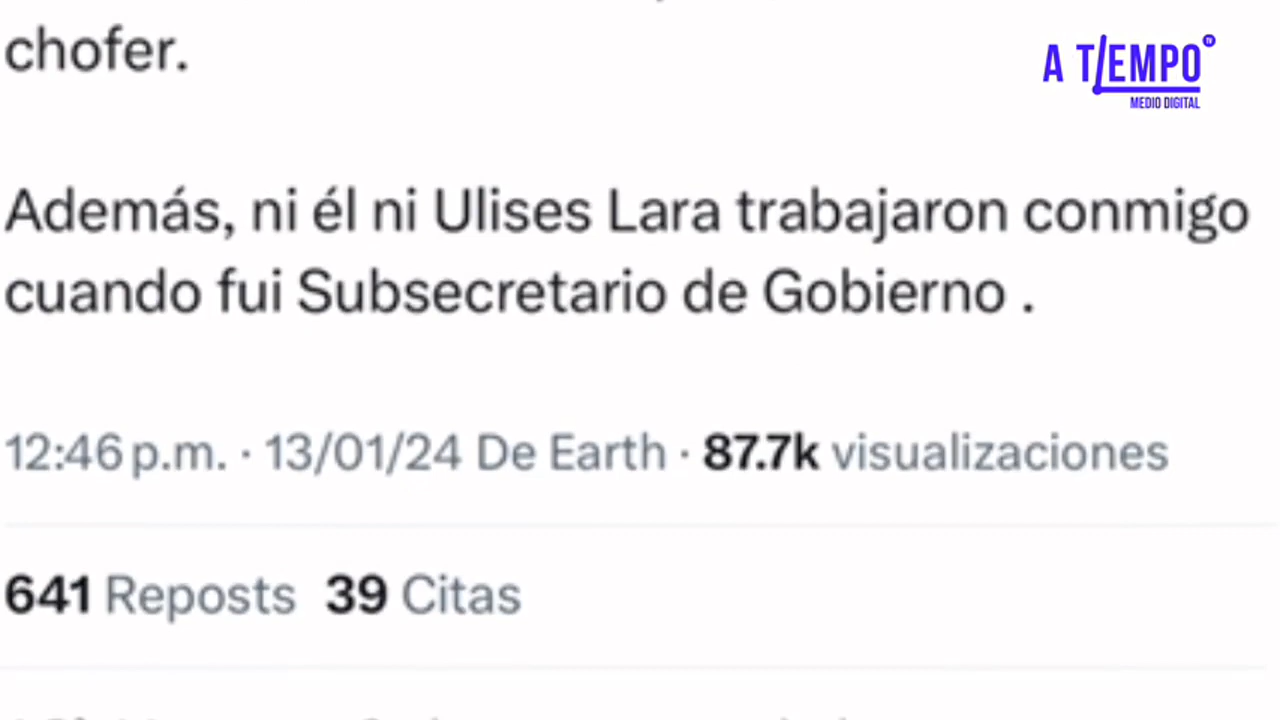 chofer.
A TIEMPO TV
MEDIO DIGITAL
Además, ni él ni Ulises Lara trabajaron conmigo
cuando fui Subsecretario de Gobierno .
12:46 p.m. · 13/01/24 De Earth · 87.7k visualizaciones
641 Reposts 39 Citas